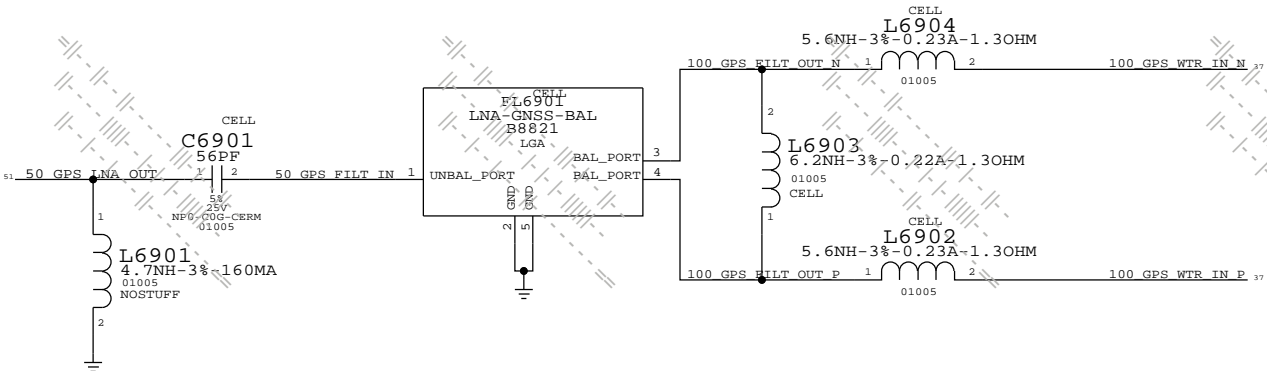 CELL
L6904
5.6NH-3%-0.23A-1.3OHM
100_GPS_FILT_OUT_N
1
2
01005
100_GPS_WTR_IN_N
37
CELL
FL6901
LNA-GNSS-BAL
B8821
LGA
BAL_PORT
3
UNBAL_PORT
BAL_PORT
4
GND
GND
2
5
CELL
C6901
56PF
51
50_GPS_LNA_OUT
1
2
50_GPS_FILT_IN
1
5%
25V
NP0-C0G-CERM
01005
2
L6903
6.2NH-3%-0.22A-1.3OHM
01005
CELL
1
1
L6901
4.7NH-3%-160MA
01005
NOSTUFF
2
CELL
L6902
5.6NH-3%-0.23A-1.3OHM
100_GPS_FILT_OUT_P
1
2
01005
100_GPS_WTR_IN_P
37